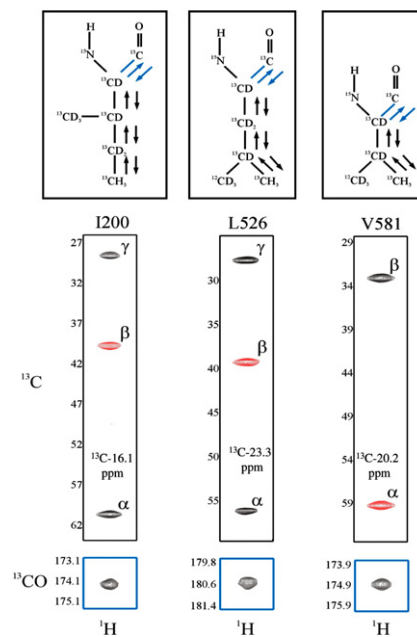 H O
¹⁵N ¹³C
¹³CD
¹²CD₃ ¹³CD
¹³CD₂
¹³CH₃
H O
¹⁵N ¹³C
¹³CD
¹³CD₂
¹³CD
¹²CD₃ ¹³CH₃
H O
¹⁵N ¹³C
¹³CD
¹³CD
¹²CD₃ ¹³CH₃
I200 L526 V581
27
32
37
42
47
52
57
62
γ
β
¹³C-16.1
ppm
α
30
35
40
45
50
55
γ
β
¹³C-23.3
ppm
α
29
34
39
44
49
54
59
β
¹³C-20.2
ppm
α
¹³C
¹³CO
173.1
174.1
175.1
179.8
180.6
181.4
173.9
174.9
175.9
¹H ¹H ¹H